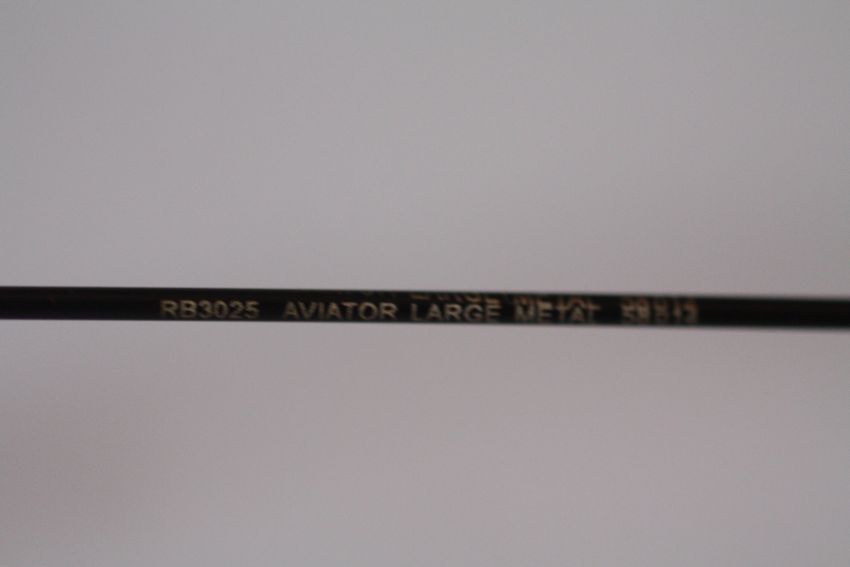 RB3025 AVIATOR LARGE METAL